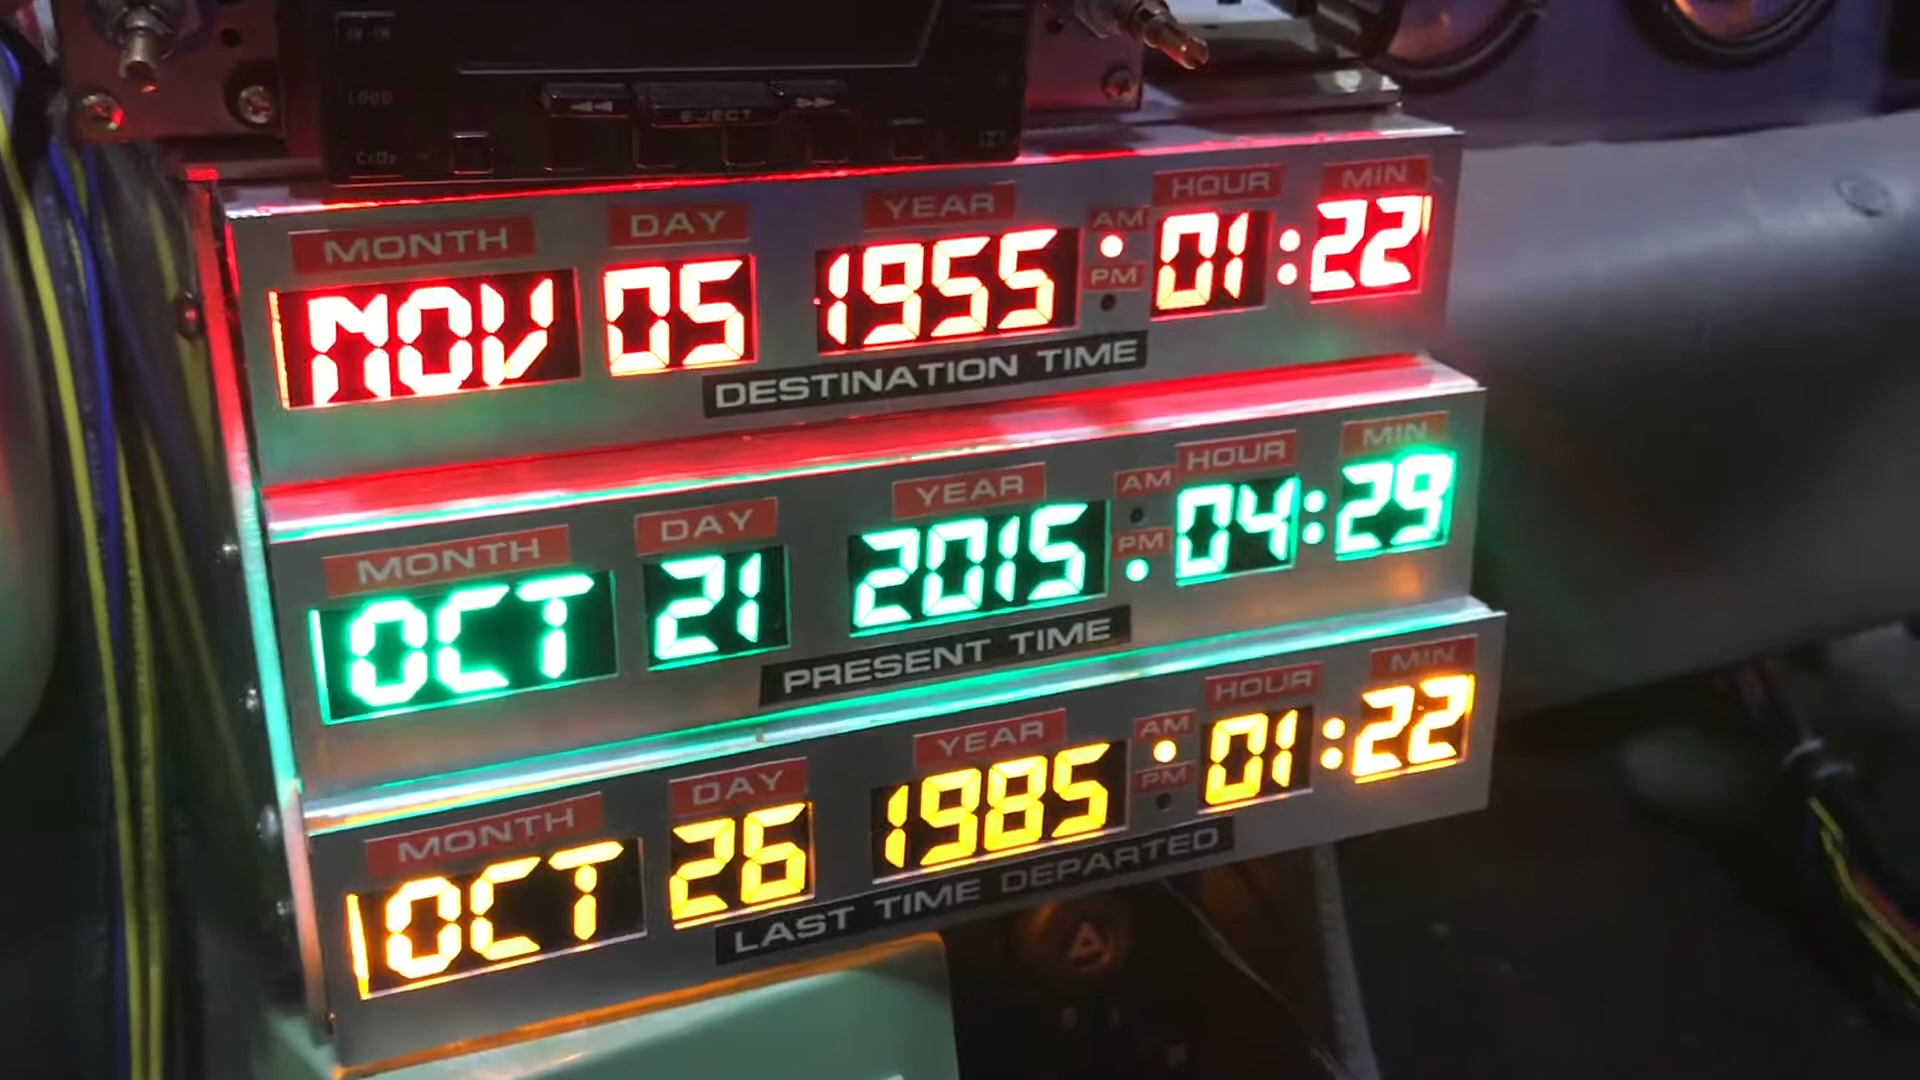 LOUD
CrO₂
◀◀ EJECT ▶▶
MONTH DAY YEAR AM HOUR MIN
NOV 05 1955 PM 01:22
DESTINATION TIME
MONTH DAY YEAR AM HOUR MIN
OCT 21 2015 PM 04:29
PRESENT TIME
MONTH DAY YEAR AM HOUR MIN
OCT 26 1985 PM 01:22
LAST TIME DEPARTED